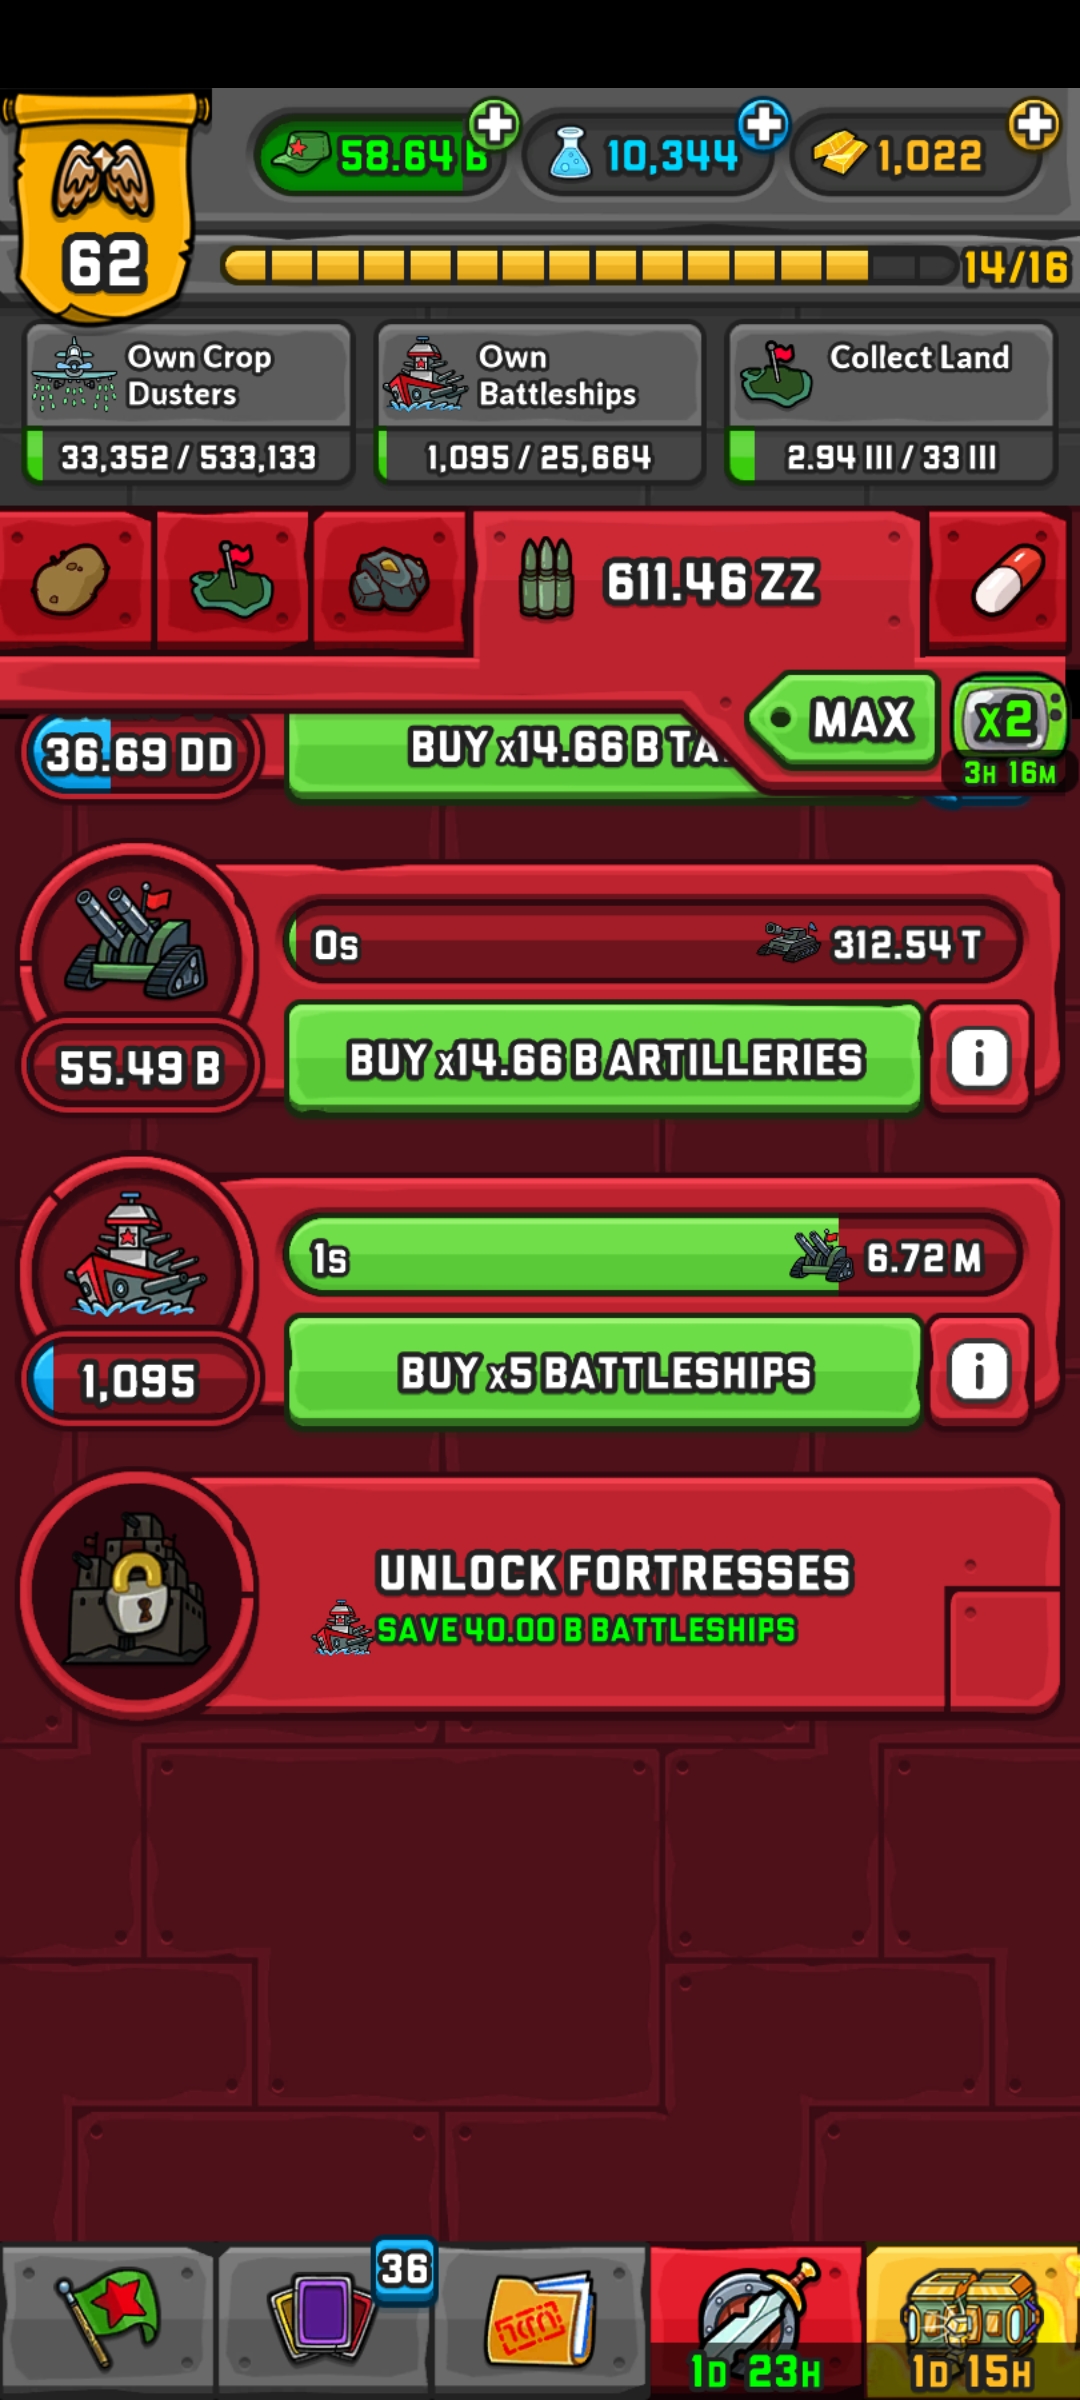 58.64 B
10,344
1,022
62
14/16
Own Crop
Dusters
33,352 / 533,133
Own
Battleships
1,095 / 25,664
Collect Land
2.94 III / 33 III
611.46 ZZ
MAX
x2
3H 16M
36.69 DD
BUY x14.66 B TA
0s
312.54 T
55.49 B
BUY x14.66 B ARTILLERIES
i
1s
6.72 M
1,095
BUY x5 BATTLESHIPS
i
UNLOCK FORTRESSES
SAVE 40.00 B BATTLESHIPS
36
1D 23H
1D 15H